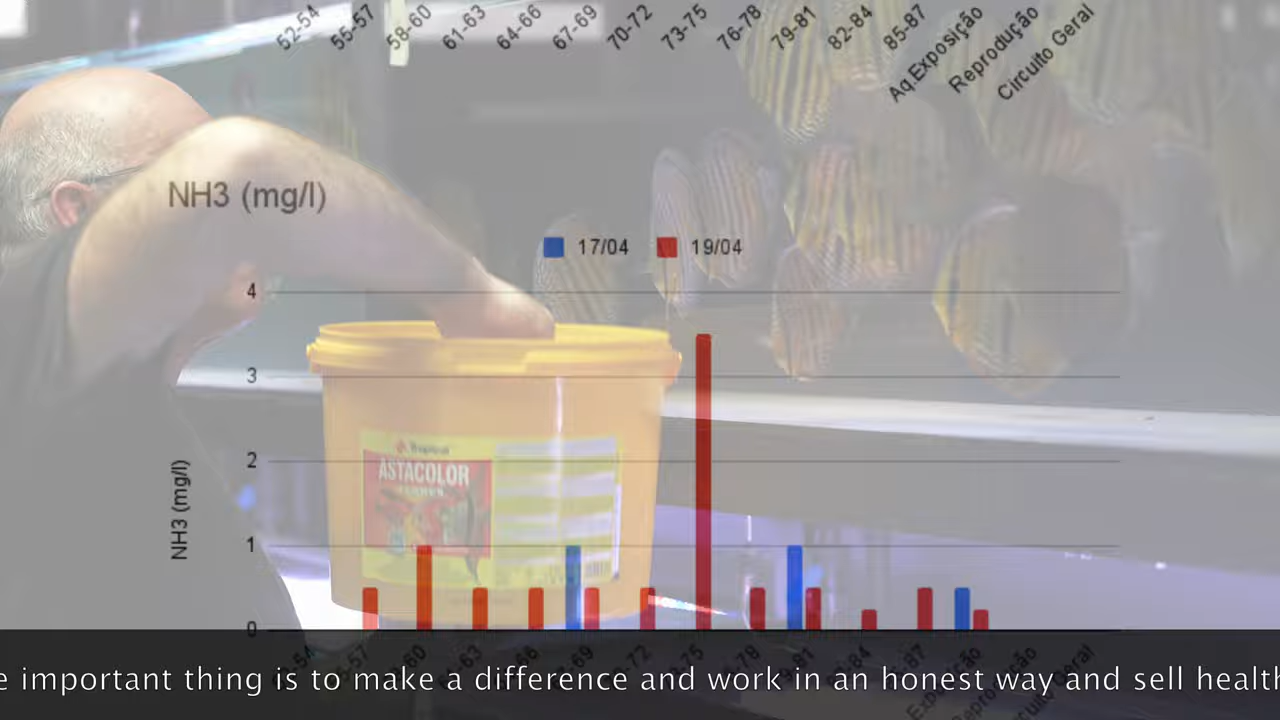 52-54 55-57 58-60 61-63 64-66 67-69 70-72 73-75 76-78 79-81 82-84 85-87 Aq.Exposição Reprodução Circuito Geral
NH3 (mg/l)
17/04 19/04
4
3
2
1
0
NH3 (mg/l)
Tropical
ASTACOLOR
FLAKES
e important thing is to make a difference and work in an honest way and sell health